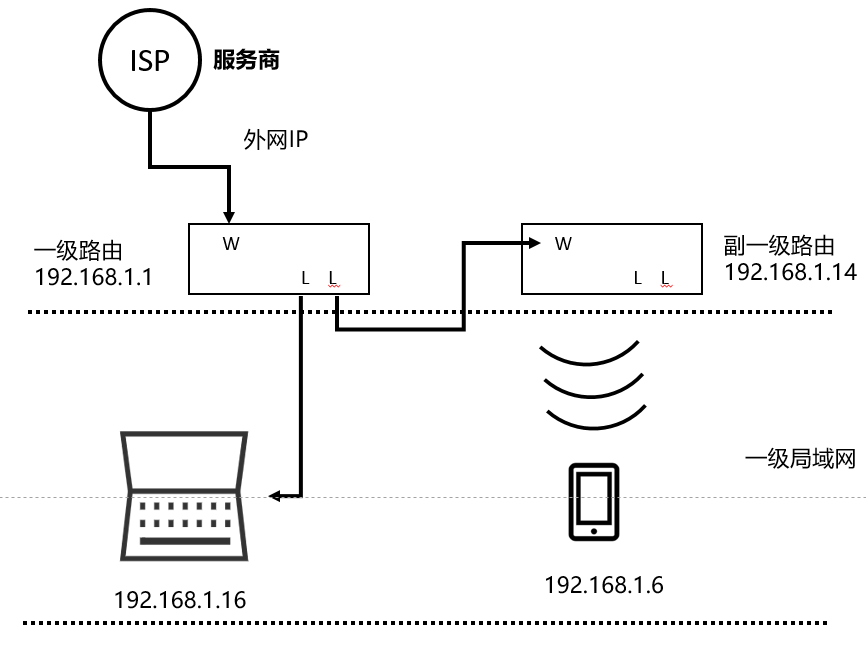 ISP
服务商
外网IP
一级路由
192.168.1.1
W
L L
W
L L
副一级路由
192.168.1.14
一级局域网
192.168.1.16
192.168.1.6